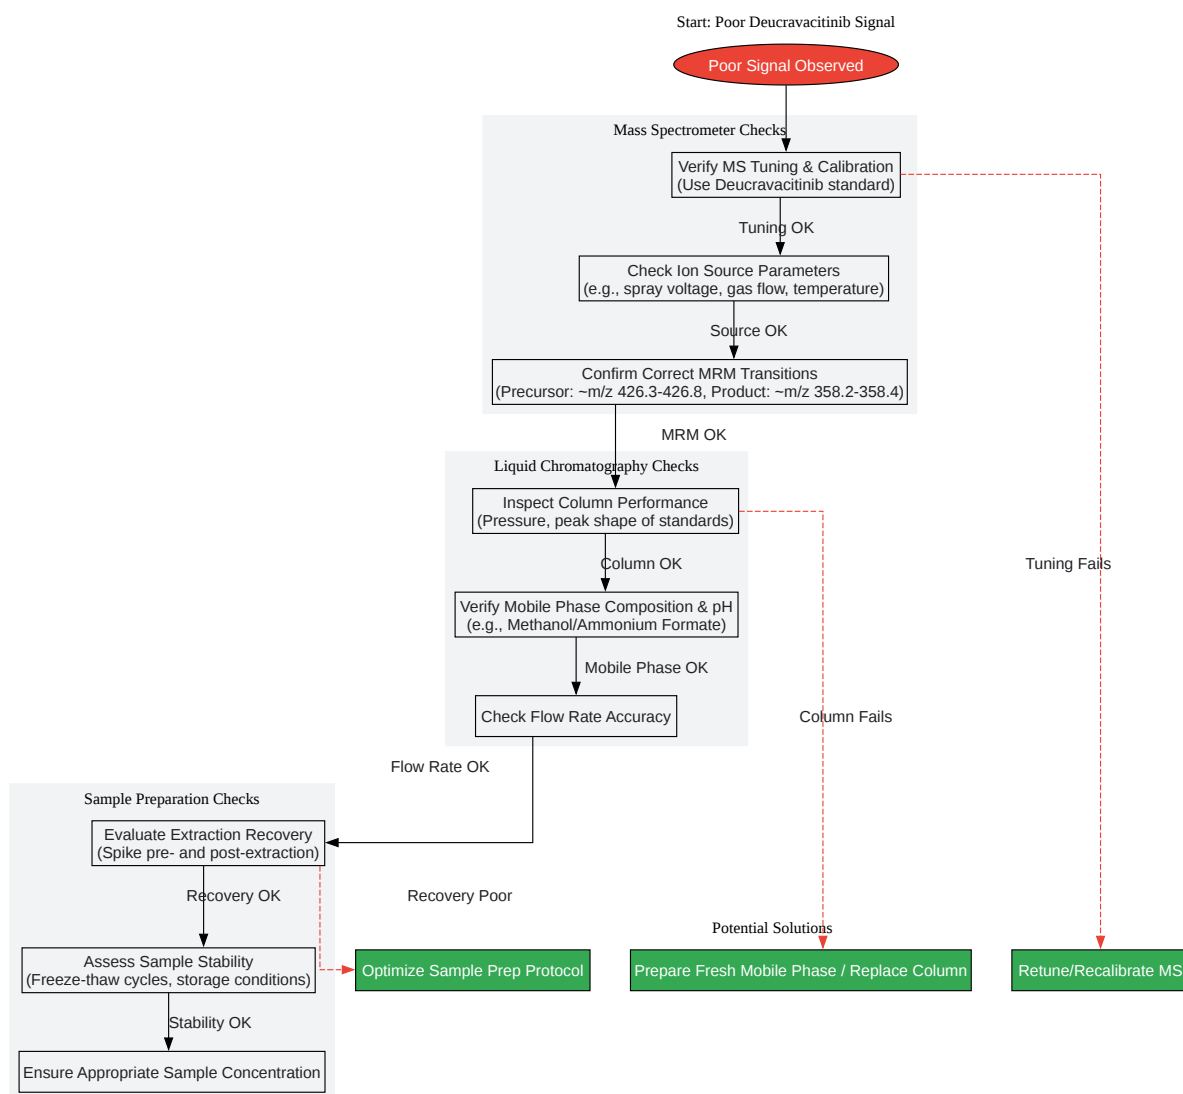 Start: Poor Deucravacitinib Signal
Poor Signal Observed
Mass Spectrometer Checks
Verify MS Tuning & Calibration
(Use Deucravacitinib standard)
Tuning OK
Check Ion Source Parameters
(e.g., spray voltage, gas flow, temperature)
Source OK
Confirm Correct MRM Transitions
(Precursor: ~m/z 426.3-426.8, Product: ~m/z 358.2-358.4)
MRM OK
Liquid Chromatography Checks
Inspect Column Performance
(Pressure, peak shape of standards)
Column OK
Tuning Fails
Verify Mobile Phase Composition & pH
(e.g., Methanol/Ammonium Formate)
Mobile Phase OK
Check Flow Rate Accuracy
Column Fails
Flow Rate OK
Sample Preparation Checks
Evaluate Extraction Recovery
(Spike pre- and post-extraction)
Recovery OK
Recovery Poor
Potential Solutions
Assess Sample Stability
(Freeze-thaw cycles, storage conditions)
Optimize Sample Prep Protocol
Prepare Fresh Mobile Phase / Replace Column
Retune/Recalibrate MS
Stability OK
Ensure Appropriate Sample Concentration